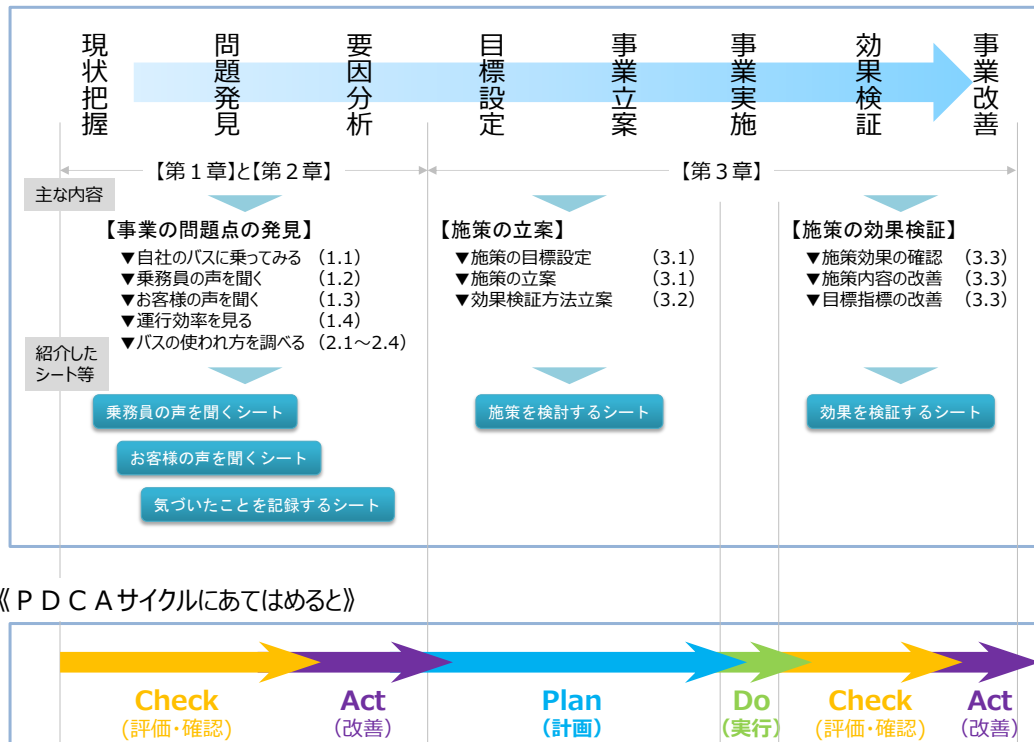 現状把握
問題発見
要因分析
目標設定
事業立案
事業実施
効果検証
事業改善
【第1章】と【第2章】
【第3章】
主な内容
【事業の問題点の発見】
▼自社のバスに乗ってみる (1.1)
▼乗務員の声を聞く (1.2)
▼お客様の声を聞く (1.3)
▼運行効率を見る (1.4)
▼バスの使われ方を調べる (2.1～2.4)
【施策の立案】
▼施策の目標設定 (3.1)
▼施策の立案 (3.1)
▼効果検証方法立案 (3.2)
【施策の効果検証】
▼施策効果の確認 (3.3)
▼施策内容の改善 (3.3)
▼目標指標の改善 (3.3)
紹介した
シート等
乗務員の声を聞くシート
お客様の声を聞くシート
気づいたことを記録するシート
施策を検討するシート
効果を検証するシート
《ＰＤＣＡサイクルにあてはめると》
Check
(評価・確認)
Act
(改善)
Plan
(計画)
Do
(実行)
Check
(評価・確認)
Act
(改善)